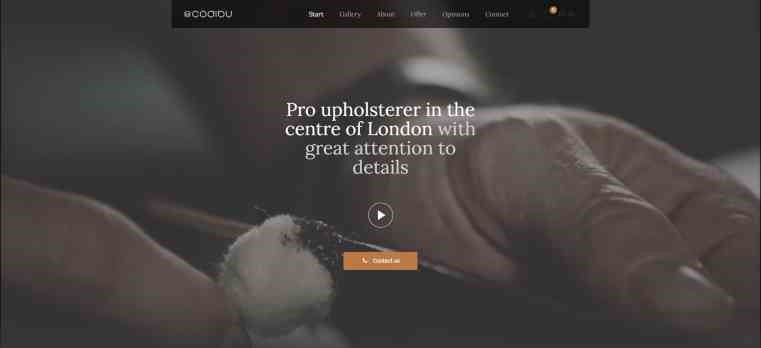 Start Gallery About Offer Opinions Contact
Pro upholsterer in the
centre of London with
great attention to
details
Contact us